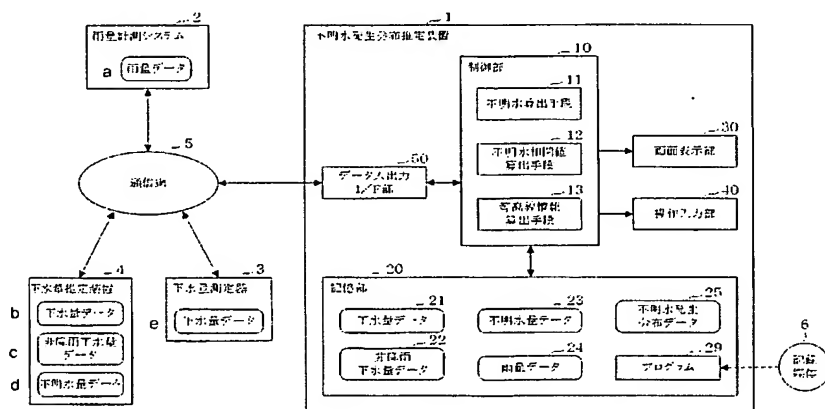 2
雨量計測システム
a
雨量データ
5
通信網
4
下水量推定装置
b
下水量データ
c
非降雨下水量
データ
d
不明水量データ
3
下水量測定器
e
下水量データ
1
不明水発生分布推定装置
50
データ入出力
I/F部
10
制御部
11
不明水算出手段
12
不明水相関値
算出手段
13
等高線情報
算出手段
30
画面表示部
40
操作入力部
20
記憶部
21
下水量データ
22
非降雨
下水量データ
23
不明水量データ
24
雨量データ
25
不明水発生
分布データ
29
プログラム
6
記録
媒体